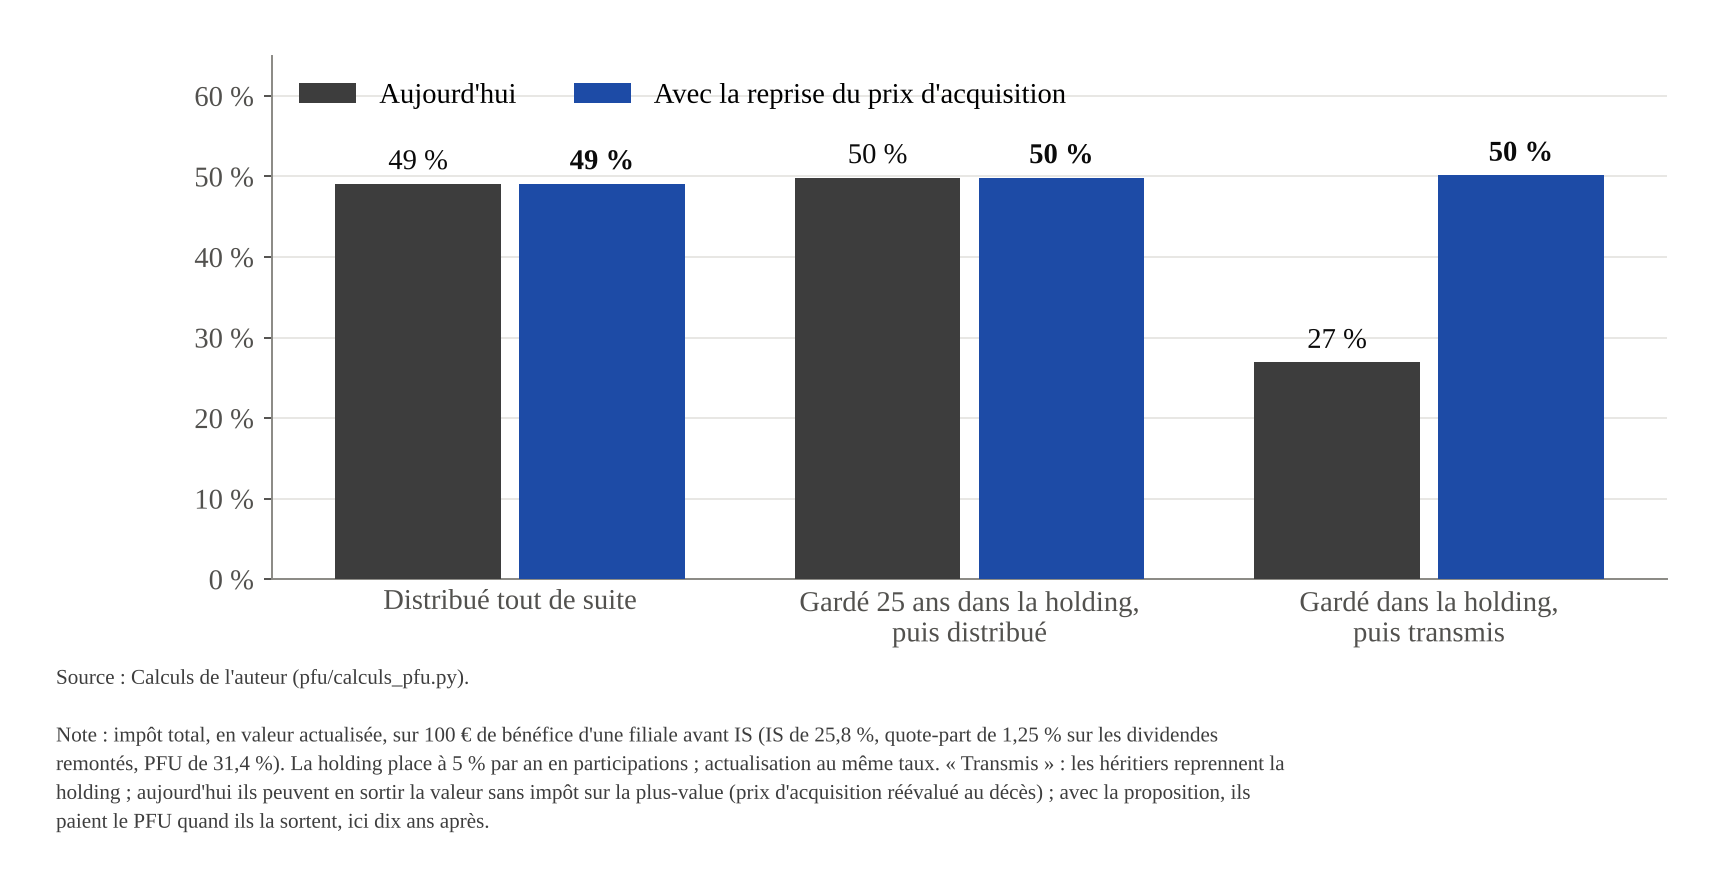 60 %
Aujourd'hui
Avec la reprise du prix d'acquisition
49 %
49 %
50 %
50 %
27 %
50 %
50 %
40 %
30 %
20 %
10 %
0 %
Distribué tout de suite
Gardé 25 ans dans la holding,
puis distribué
Gardé dans la holding,
puis transmis
Source : Calculs de l'auteur (pfu/calculs_pfu.py).
Note : impôt total, en valeur actualisée, sur 100 € de bénéfice d'une filiale avant IS (IS de 25,8 %, quote-part de 1,25 % sur les dividendes
remontés, PFU de 31,4 %). La holding place à 5 % par an en participations ; actualisation au même taux. « Transmis » : les héritiers reprennent la
holding ; aujourd'hui ils peuvent en sortir la valeur sans impôt sur la plus-value (prix d'acquisition réévalué au décès) ; avec la proposition, ils
paient le PFU quand ils la sortent, ici dix ans après.